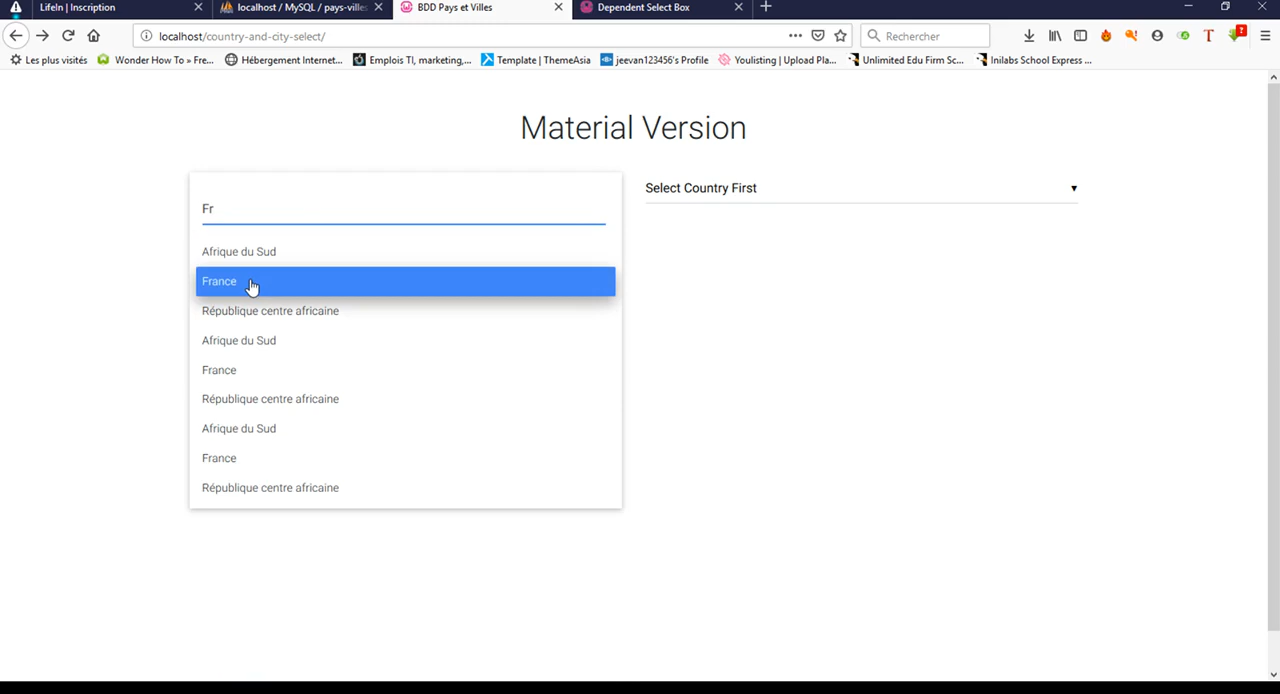 LifeIn | Inscription
localhost / MySQL / pays-villes
BDD Pays et Villes
Dependent Select Box
localhost/country-and-city-select/
Rechercher
Les plus visités
Wonder How To » Fre...
Hébergement Internet...
Emplois TI, marketing,...
Template | ThemeAsia
jeevan123456's Profile
Youlisting | Upload Pla...
Unlimited Edu Firm Sc...
Inilabs School Express ...
Material Version
Fr
Select Country First
Afrique du Sud
France
République centre africaine
Afrique du Sud
France
République centre africaine
Afrique du Sud
France
République centre africaine